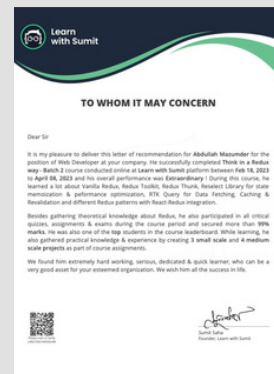 Learn
with Sumit
TO WHOM IT MAY CONCERN
Dear Sir
It is my pleasure to deliver this letter of recommendation for Abdullah Mazumder for the
position of Web Developer at your company. He successfully completed Think in a Redux
way - Batch 2 course conducted online at Learn with Sumit platform between Feb 18, 2023
to April 08, 2023 and his overall performance was Extraordinary ! During this course, he
learned a lot about Vanilla Redux, Redux Toolkit, Redux Thunk, Reselect Library for state
memoization & peformance optimization, RTK Query for Data Fetching, Caching &
Revalidation and different Redux patterns with React-Redux integration.
Besides gathering theoretical knowledge about Redux, he also participated in all critical
quizzes, assignments & exams during the course period and secured more than 99%
marks. He was also one of the top students in the course leaderboard. While learning, he
also gathered practical knowledge & experience by creating 3 small scale and 4 medium
scale projects as part of course assignments.
We found him extremely hard working, serious, dedicated & quick learner, who can be a
very good asset for your esteemed organization. We wish him all the success in life.
Sumit Saha
Founder, Learn with Sumit